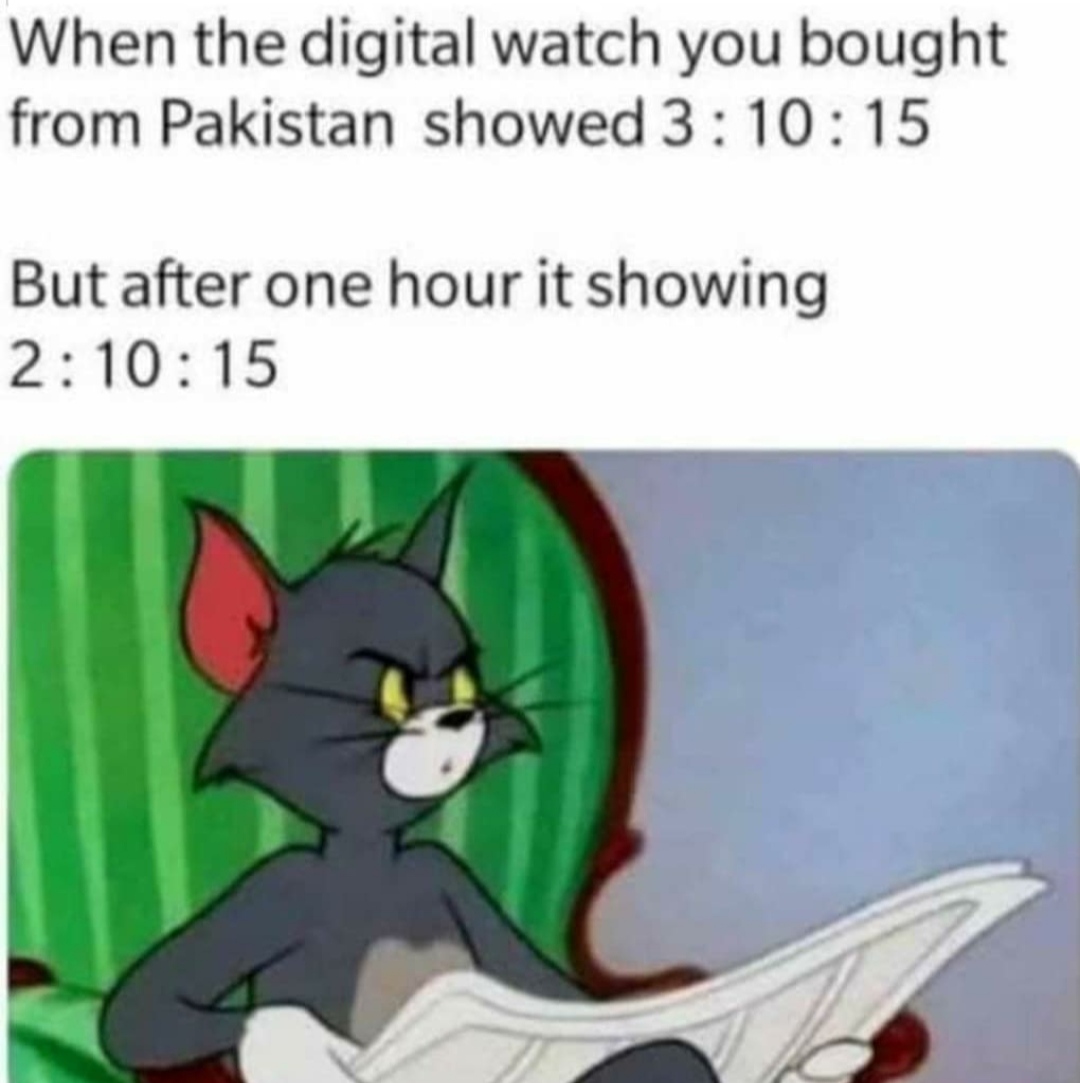 When the digital watch you bought
from Pakistan showed 3 : 10 : 15
But after one hour it showing
2 : 10 : 15